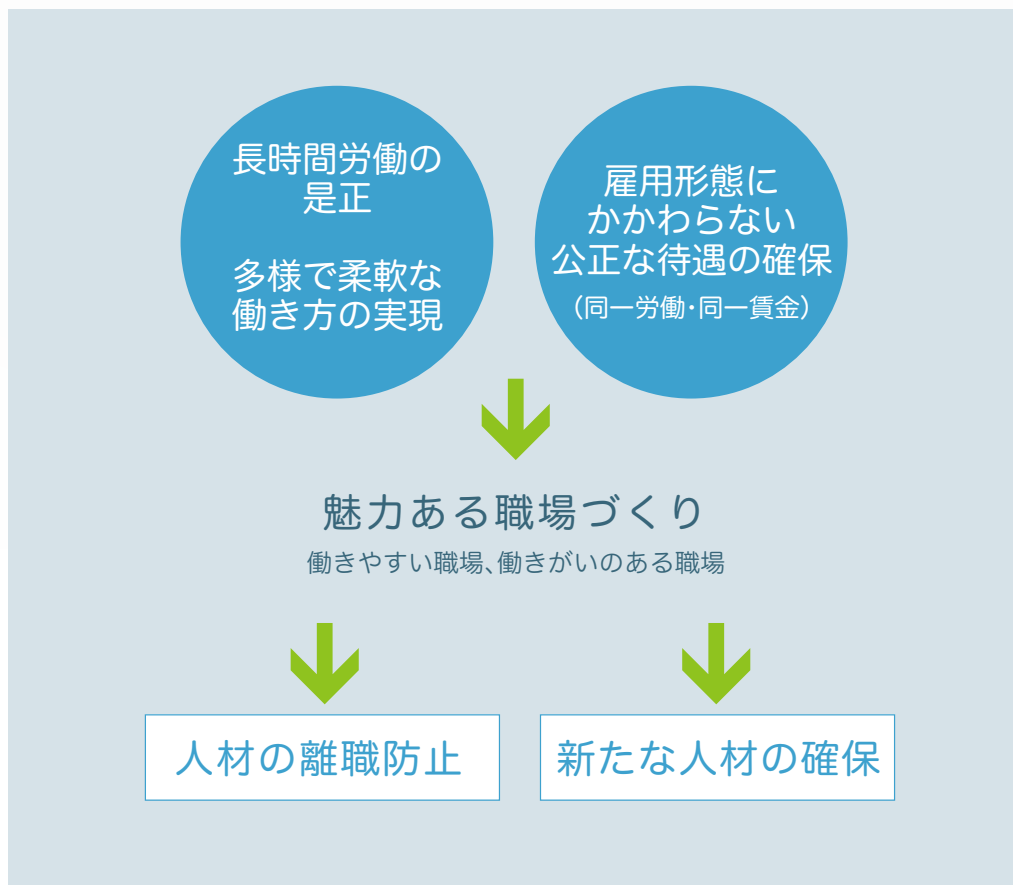 長時間労働の
是正
多様で柔軟な
働き方の実現
雇用形態に
かかわらない
公正な待遇の確保
(同一労働・同一賃金)
魅力ある職場づくり
働きやすい職場、働きがいのある職場
人材の離職防止
新たな人材の確保